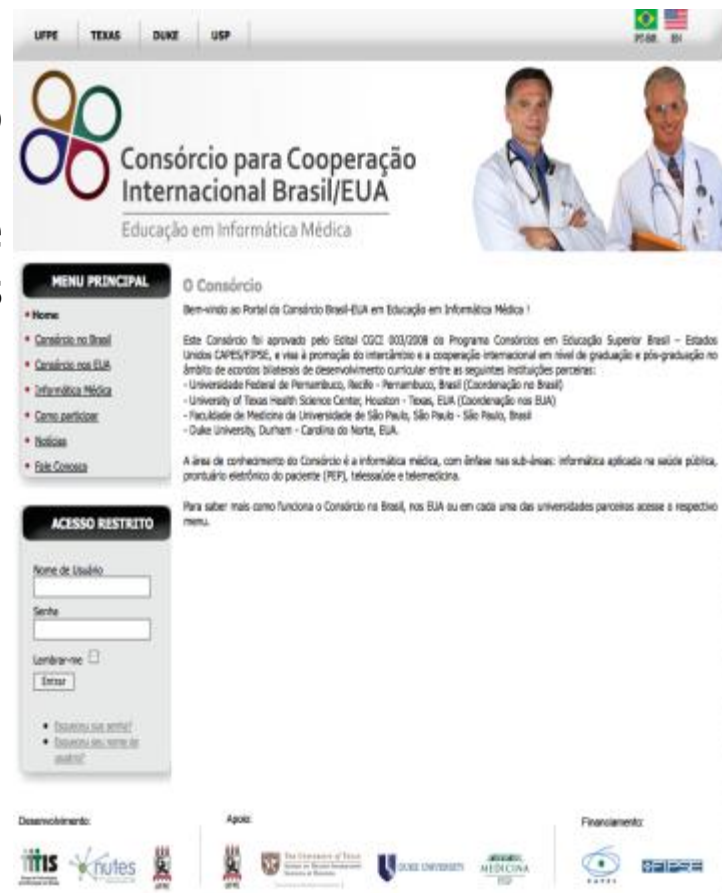 UFPE TEXAS DUKE USP
PT-BR EN
Consórcio para Cooperação
Internacional Brasil/EUA
Educação em Informática Médica
MENU PRINCIPAL
Home
Consórcio no Brasil
Consórcio nos EUA
Informática Médica
Como participar
Notícias
Fale Conosco
O Consórcio
Bem-vindo ao Portal do Consórcio Brasil-EUA em Educação em Informática Médica !
Este Consórcio foi aprovado pelo Edital CGCI 003/2008 do Programa Consórcios em Educação Superior Brasil – Estados
Unidos CAPES/FIPSE, e visa à promoção do intercâmbio e a cooperação internacional em nível de graduação e pós-graduação no
âmbito de acordos bilaterais de desenvolvimento curricular entre as seguintes instituições parceiras:
- Universidade Federal de Pernambuco, Recife - Pernambuco, Brasil (Coordenação no Brasil)
- University of Texas Health Science Center, Houston - Texas, EUA (Coordenação nos EUA)
- Faculdade de Medicina da Universidade de São Paulo, São Paulo - São Paulo, Brasil
- Duke University, Durham - Carolina do Norte, EUA.
A área de conhecimento do Consórcio é a informática médica, com ênfase nas sub-áreas: informática aplicada na saúde pública,
prontuário eletrônico do paciente (PEP), telessaúde e telemedicina.
Para saber mais como funciona o Consórcio no Brasil, nos EUA ou em cada uma das universidades parceiras acesse o respectivo
menu.
ACESSO RESTRITO
Nome de Usuário
Senha
Lembrar-me
Entrar
Esqueceu sua senha?
Esqueceu seu nome de
usuário?
Desenvolvimento:
TIS
nutes
UFPE
Apoio:
UFPE
The University of Texas
DUKE UNIVERSITY
MEDICINA
USP
Financiamento:
CAPES
FIPSE